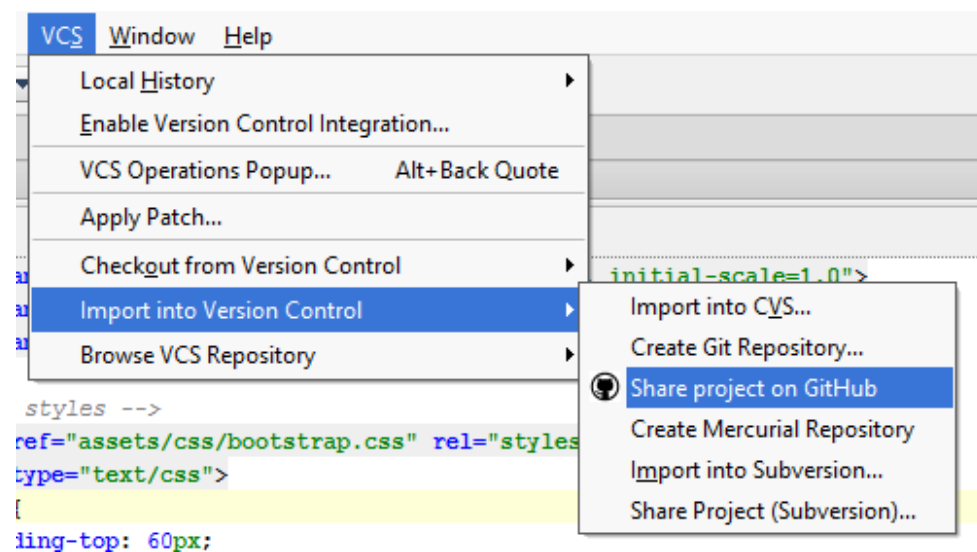 VCS Window Help
Local History
Enable Version Control Integration...
VCS Operations Popup... Alt+Back Quote
Apply Patch...
Checkout from Version Control
initial-scale=1.0">
Import into Version Control
Import into CVS...
Browse VCS Repository
Create Git Repository...
Share project on GitHub
styles -->
Create Mercurial Repository
ref="assets/css/bootstrap.css" rel="styles
Import into Subversion...
type="text/css">
Share Project (Subversion)...
ding-top: 60px;